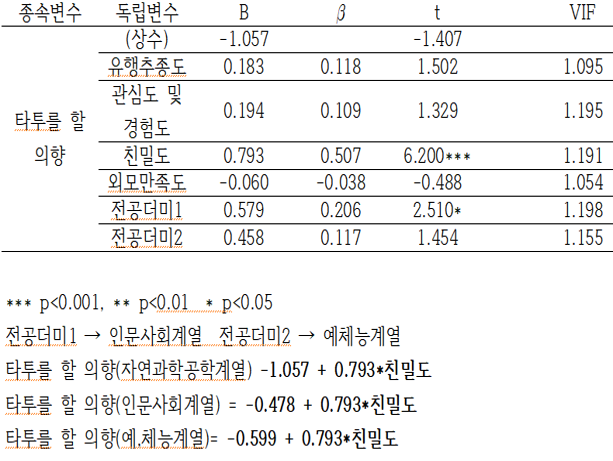 종속변수 독립변수 B β t VIF
(상수) -1.057 -1.407
유행추종도 0.183 0.118 1.502 1.095
관심도 및
타투를 할 0.194 0.109 1.329 1.195
경험도
의향 친밀도 0.793 0.507 6.200*** 1.191
외모만족도 -0.060 -0.038 -0.488 1.054
전공더미1 0.579 0.206 2.510* 1.198
전공더미2 0.458 0.117 1.454 1.155
*** p<0.001, ** p<0.01 * p<0.05
전공더미1 → 인문사회계열 전공더미2 → 예체능계열
타투를 할 의향(자연과학공학계열) -1.057 + 0.793*친밀도
타투를 할 의향(인문사회계열) = -0.478 + 0.793*친밀도
타투를 할 의향(예.체능계열)= -0.599 + 0.793*친밀도